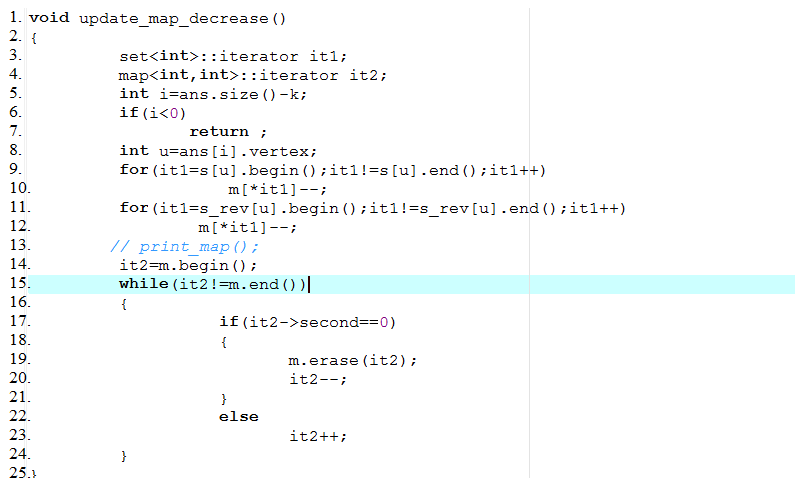 1. void update_map_decrease()
2. {
3. set<int>::iterator it1;
4. map<int,int>::iterator it2;
5. int i=ans.size()-k;
6. if(i<0)
7. return ;
8. int u=ans[i].vertex;
9. for(it1=s[u].begin();it1!=s[u].end();it1++)
10. m[*it1]--;
11. for(it1=s_rev[u].begin();it1!=s_rev[u].end();it1++)
12. m[*it1]--;
13. // print_map();
14. it2=m.begin();
15. while(it2!=m.end())
16. {
17. if(it2->second==0)
18. {
19. m.erase(it2);
20. it2--;
21. }
22. else
23. it2++;
24. }
25.}